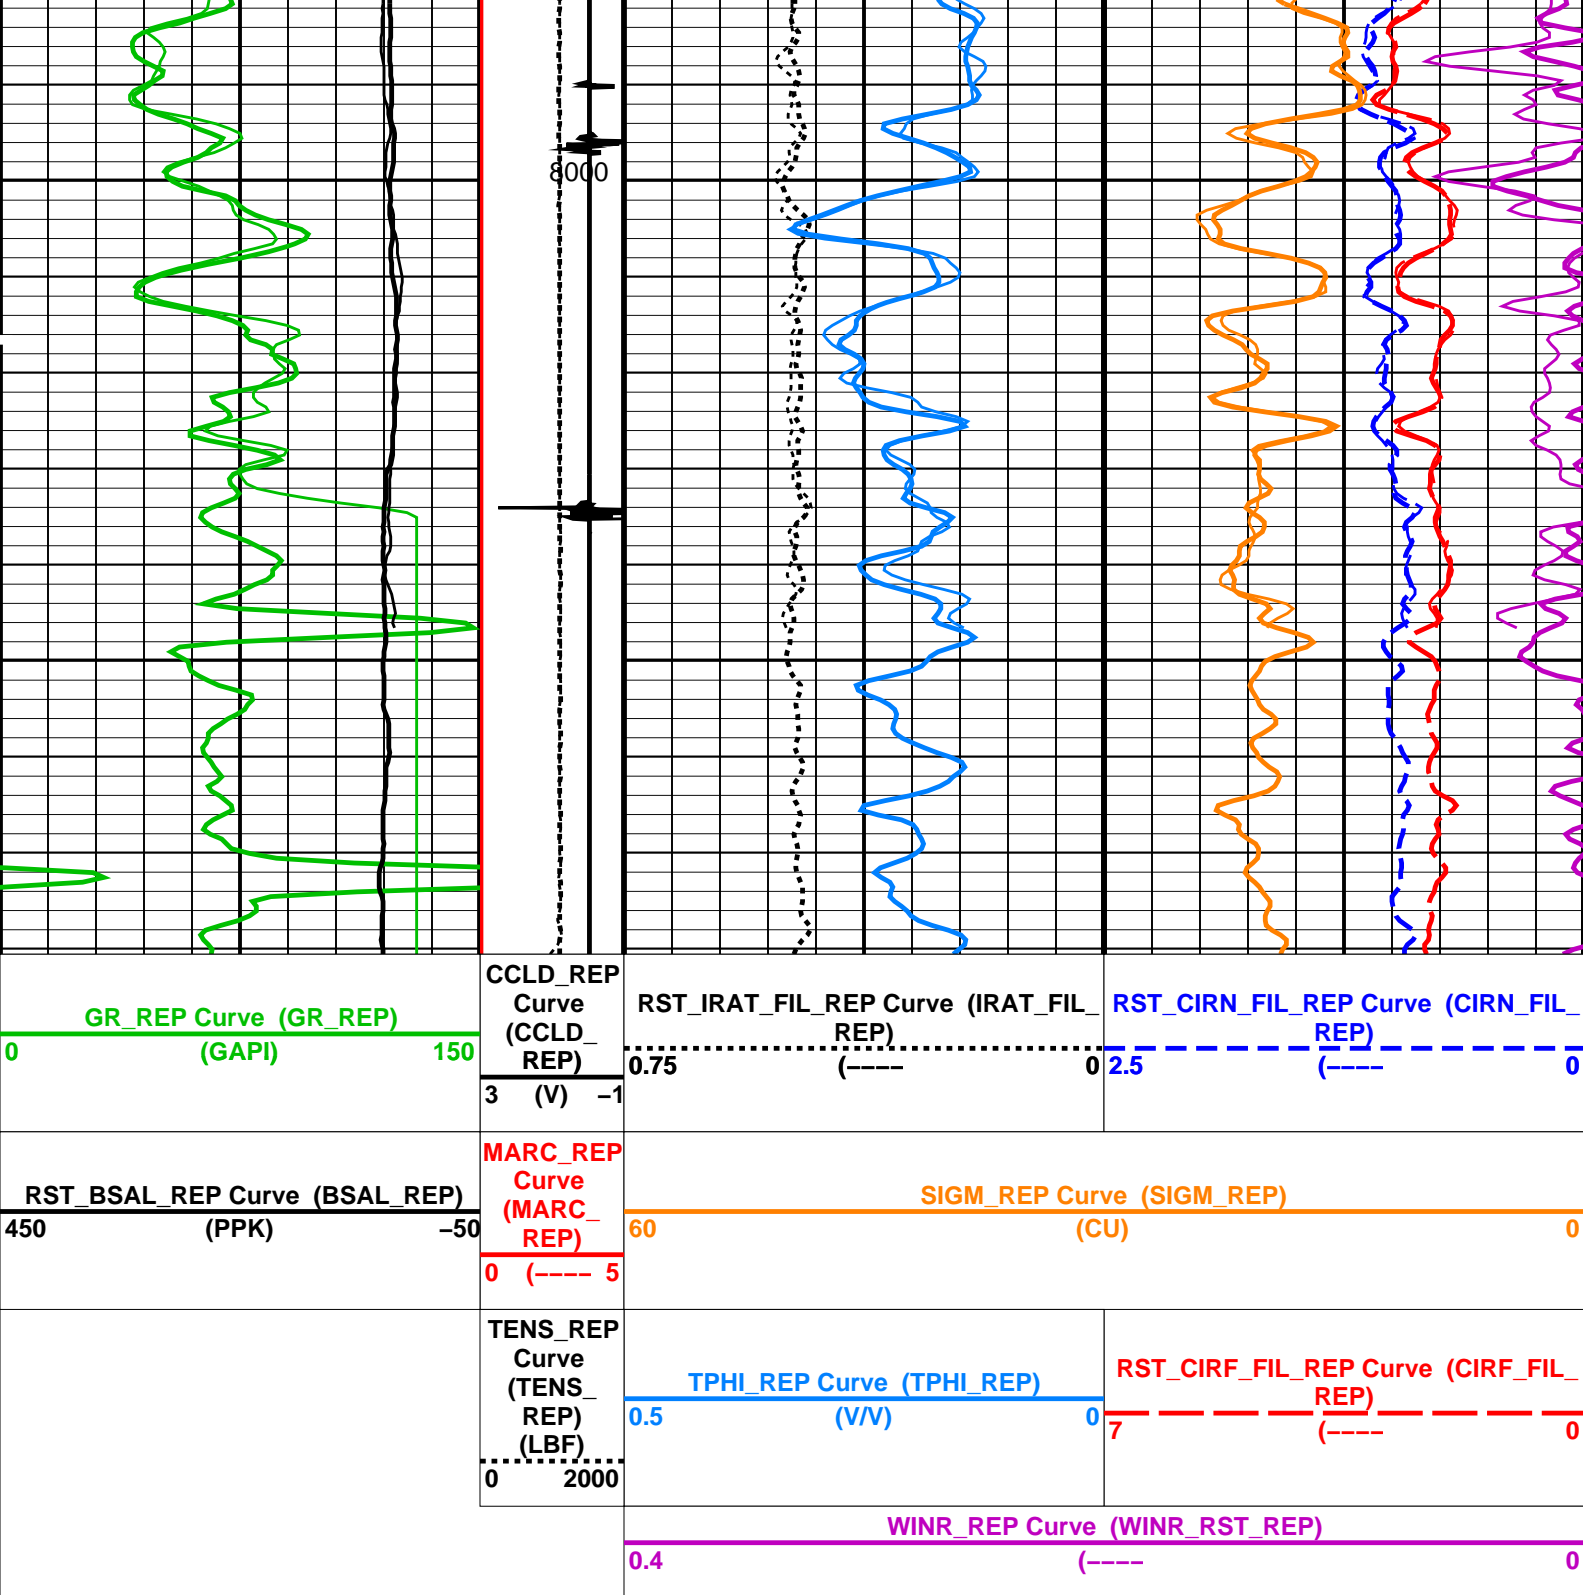 8000
GR_REP Curve (GR_REP)
0 (GAPI) 150
CCLD_REP
Curve
(CCLD_
REP)
3 (V) −1
RST_IRAT_FIL_REP Curve (IRAT_FIL_
REP)
0.75 (−−−− 0
RST_CIRN_FIL_REP Curve (CIRN_FIL_
REP)
2.5 (−−−− 0
RST_BSAL_REP Curve (BSAL_REP)
450 (PPK) −50
MARC_REP
Curve
(MARC_
REP)
0 (−−−− 5
SIGM_REP Curve (SIGM_REP)
60 (CU) 0
TENS_REP
Curve
(TENS_
REP)
(LBF)
0 2000
TPHI_REP Curve (TPHI_REP)
0.5 (V/V) 0
RST_CIRF_FIL_REP Curve (CIRF_FIL_
REP)
7 (−−−− 0
WINR_REP Curve (WINR_RST_REP)
0.4 (−−−− 0